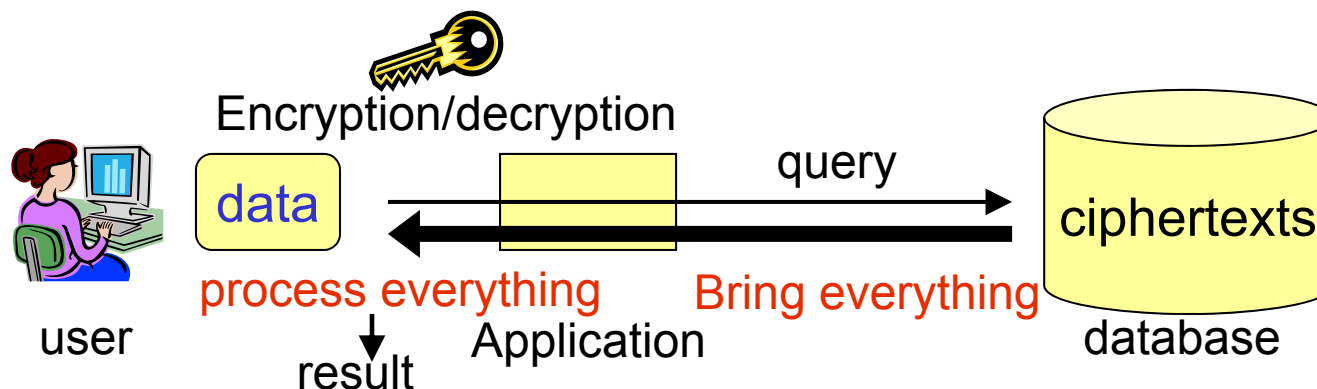 Encryption/decryption
query
data
ciphertexts
process everything
Bring everything
user
Application
database
result